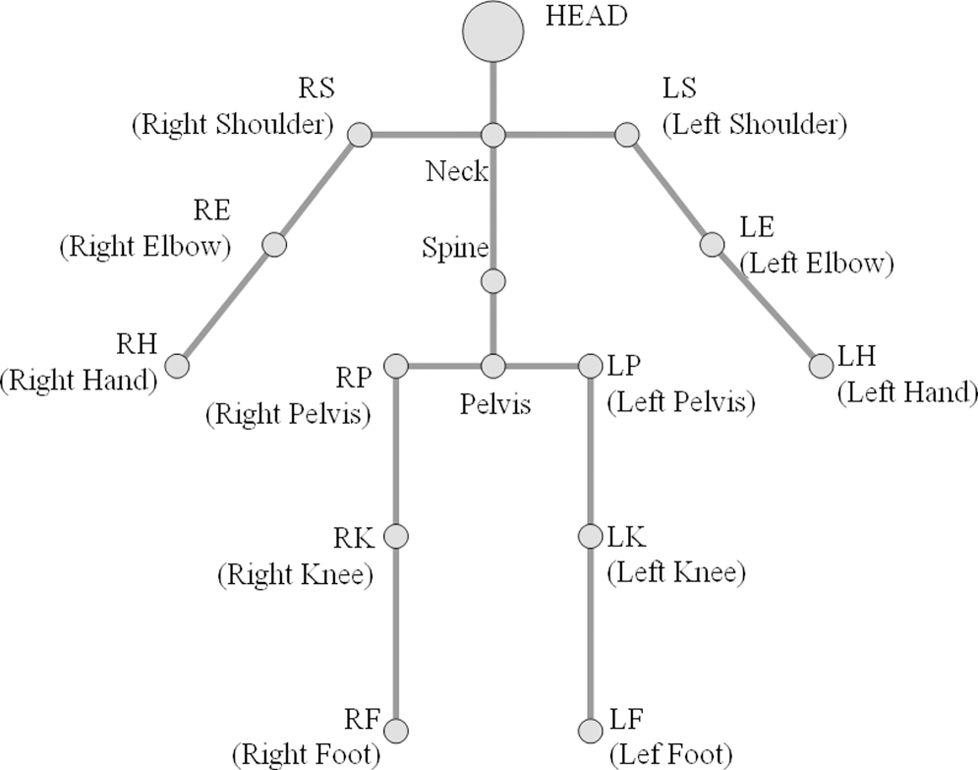 HEAD
RS
(Right Shoulder)
LS
(Left Shoulder)
Neck
RE
(Right Elbow)
Spine
LE
(Left Elbow)
RH
(Right Hand)
RP
(Right Pelvis)
Pelvis
LP
(Left Pelvis)
LH
(Left Hand)
RK
(Right Knee)
LK
(Left Knee)
RF
(Right Foot)
LF
(Lef Foot)